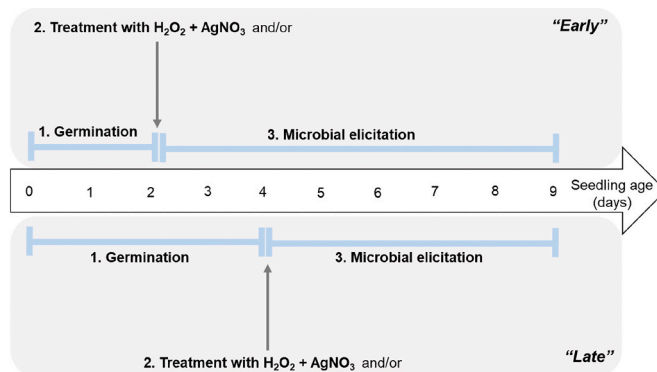 2. Treatment with H₂O₂ + AgNO₃ and/or
“Early”
1. Germination
3. Microbial elicitation
0 1 2 3 4 5 6 7 8 9
Seedling age
(days)
1. Germination
3. Microbial elicitation
2. Treatment with H₂O₂ + AgNO₃ and/or
“Late”